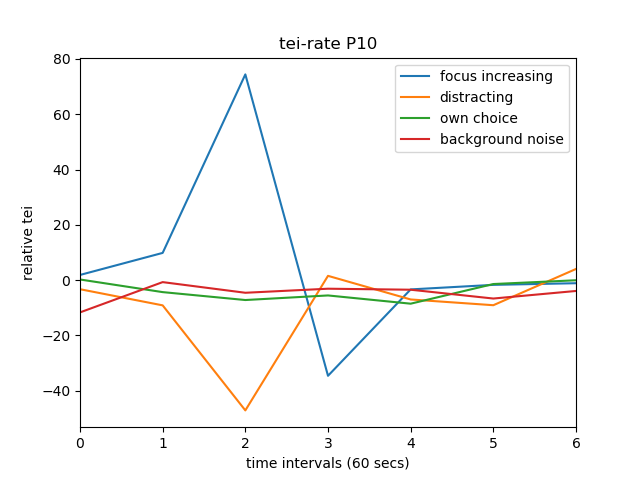 tei-rate P10
focus increasing
distracting
own choice
background noise
relative tei
80
60
40
20
0
−20
−40
0 1 2 3 4 5 6
time intervals (60 secs)